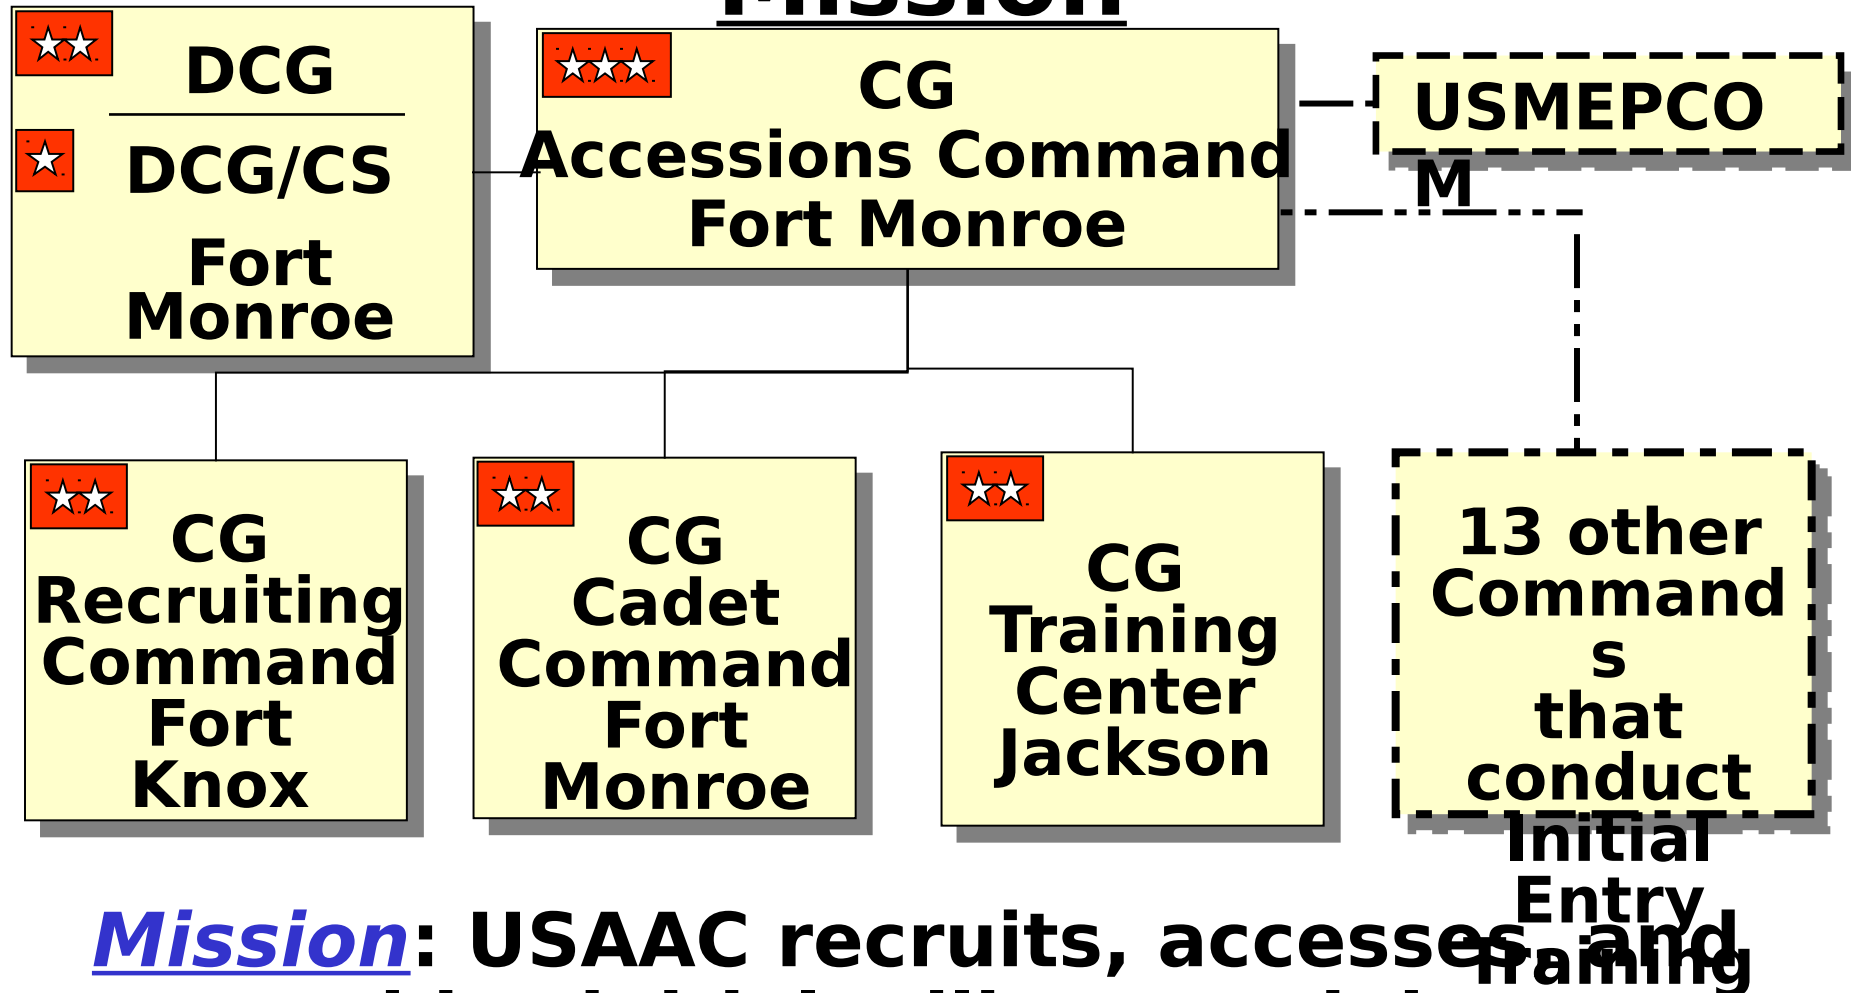 Mission
DCG
DCG/CS
Fort
Monroe
CG
Accessions Command
Fort Monroe
USMEPCO
M
CG
Recruiting
Command
Fort
Knox
CG
Cadet
Command
Fort
Monroe
CG
Training
Center
Jackson
13 other
Command
s
that
conduct
Initial
Entry
Training
Mission: USAAC recruits, accesses, and